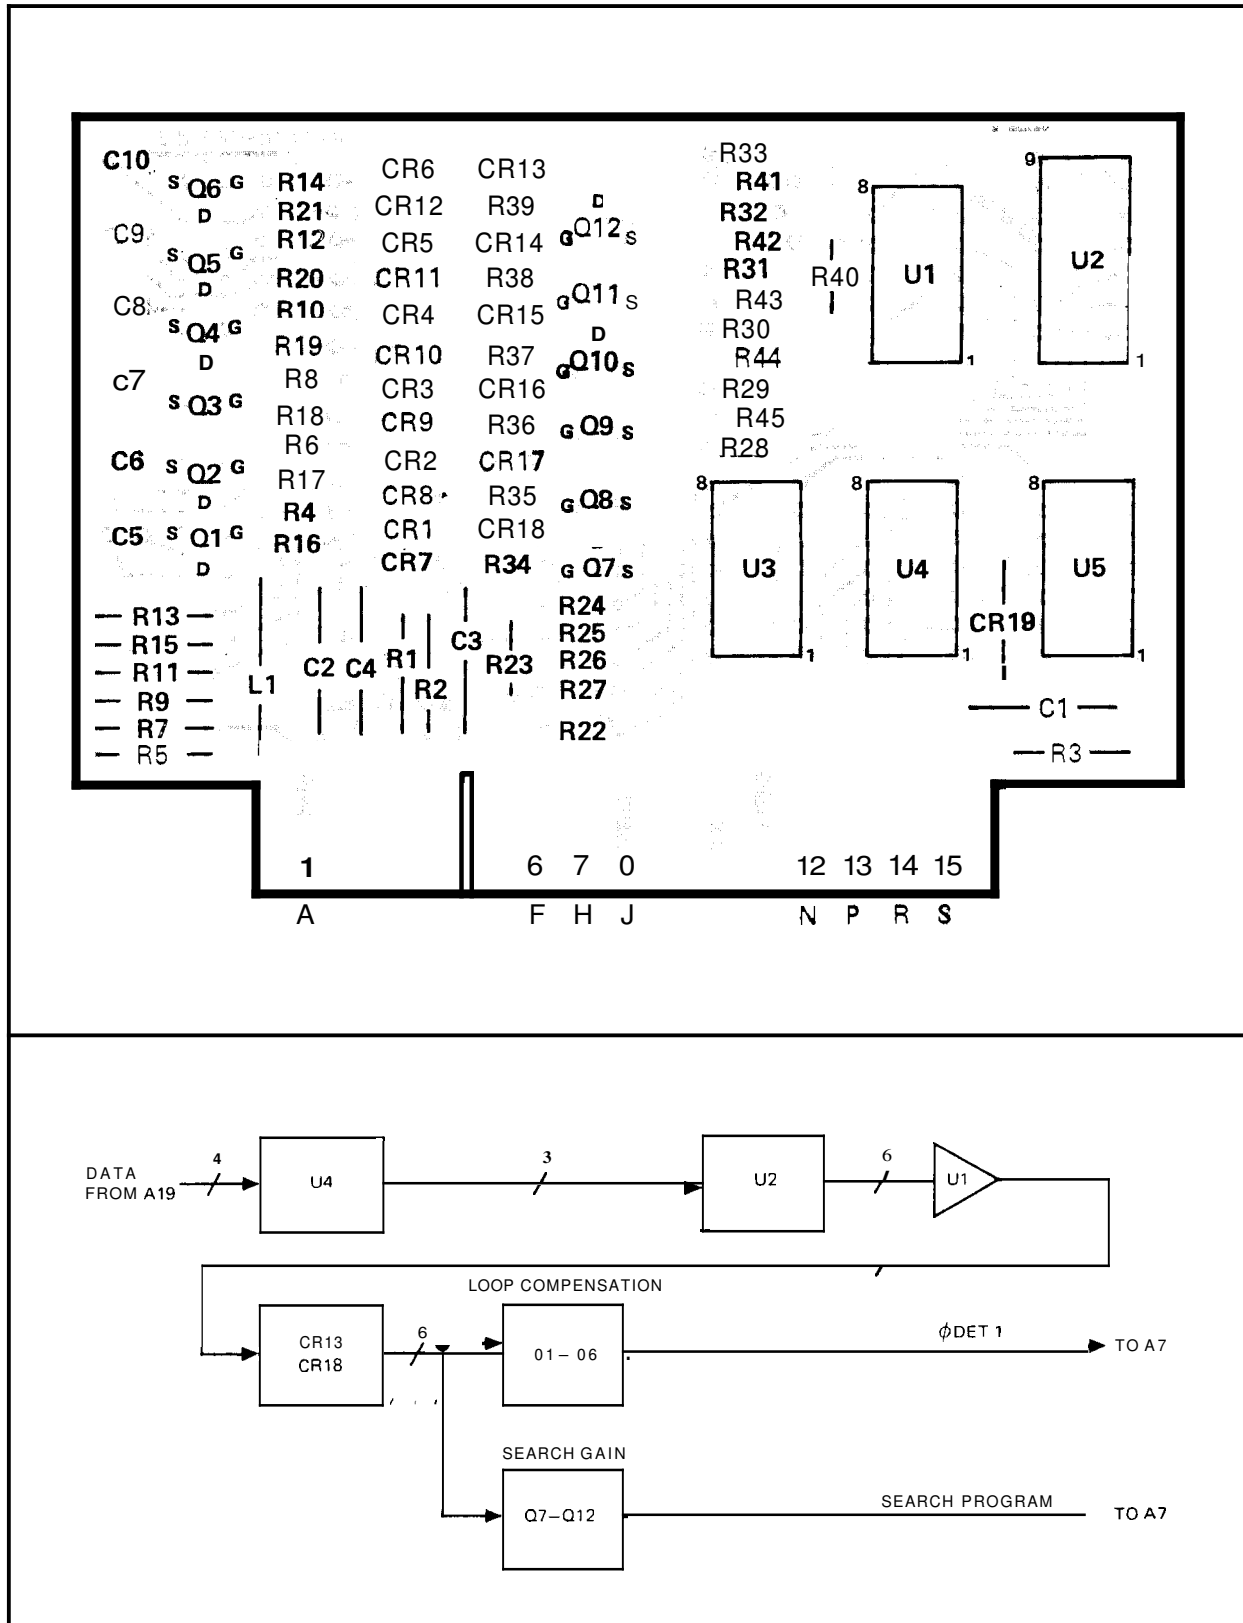 C10 S Q6 G R14 CR6 CR13 R33 9
D R21 CR12 R39 D R41 8
C9 R12 CR5 CR14 G Q12 S R32
S Q5 G R20 CR11 R38 R42 R40 U1 U2
D R10 CR4 CR15 G Q11 S R31
C8 S Q4 G R19 CR10 R37 D R43
D R8 CR3 CR16 G Q10 S R30
c7 S Q3 G R18 CR9 R36 G Q9 S R44 1 1
R6 R29
C6 S Q2 G R17 CR2 CR17 R45
D R4 CR8 R35 G Q8 S R28
C5 S Q1 G R16 CR1 CR18 8 8 8
D CR7 R34 G Q7 S U3 U4 U5
R13 R24 CR19
R15 C3 R25
R11 L1 C2 C4 R1 R23 R26 1 1 1
R9 R2 R27 C1
R7 R22
R5 R3
1 6 7 0 12 13 14 15
A F H J N P R S
DATA
FROM A19
4
U4
3
U2
6
U1
LOOP COMPENSATION
CR13
CR18
6
01 – 06
ϕDET 1
TO A7
SEARCH GAIN
Q7–Q12
SEARCH PROGRAM
TO A7